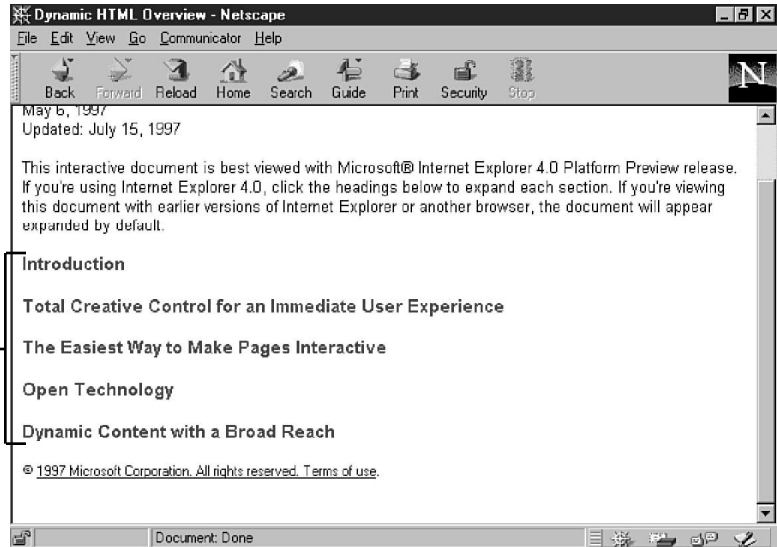 Dynamic HTML Overview - Netscape
File Edit View Go Communicator Help
Back Forward Reload Home Search Guide Print Security Stop
N
May 6, 1997
Updated: July 15, 1997
This interactive document is best viewed with Microsoft® Internet Explorer 4.0 Platform Preview release.
If you're using Internet Explorer 4.0, click the headings below to expand each section. If you're viewing
this document with earlier versions of Internet Explorer or another browser, the document will appear
expanded by default.
Introduction
Total Creative Control for an Immediate User Experience
The Easiest Way to Make Pages Interactive
Open Technology
Dynamic Content with a Broad Reach
© 1997 Microsoft Corporation. All rights reserved. Terms of use.
Document: Done